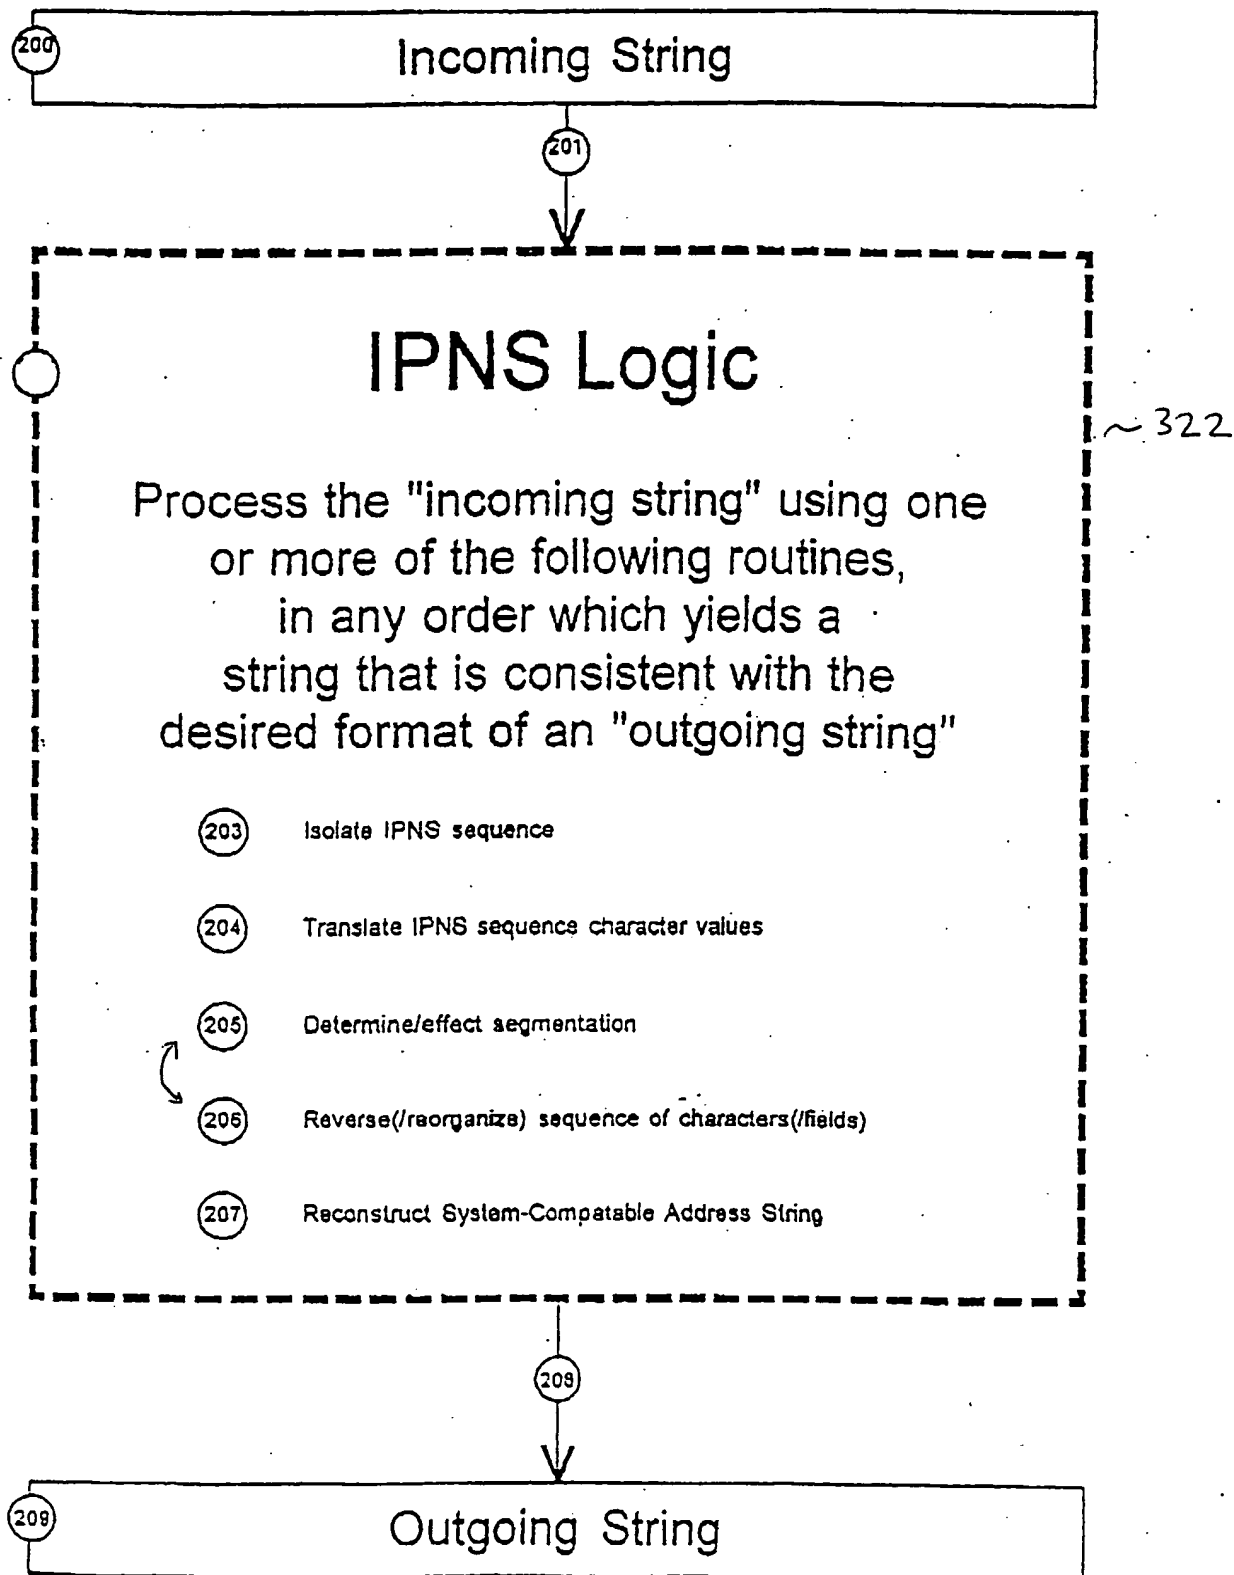 200
Incoming String
201
IPNS Logic
~ 322
Process the "incoming string" using one
or more of the following routines,
in any order which yields a
string that is consistent with the
desired format of an "outgoing string"
203 Isolate IPNS sequence
204 Translate IPNS sequence character values
205 Determine/effect segmentation
206 Reverse(/reorganize) sequence of characters(/fields)
207 Reconstruct System-Compatable Address String
208
209
Outgoing String